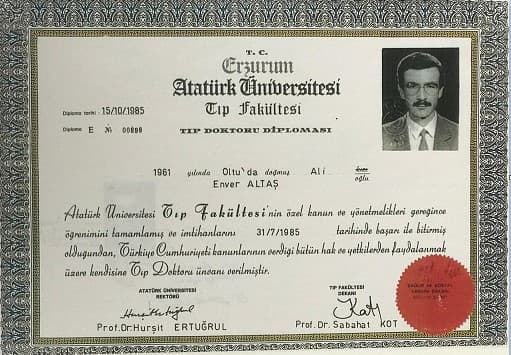 T. C.
Erzurum
Atatürk Üniversitesi
Tıp Fakültesi
Diploma tarihi : 15/10/1985
Diploma E № 00898
TIP DOKTORU DİPLOMASI
1961 yılında Oltu'da doğmuş Ali oğlu
Enver ALTAŞ
Atatürk Üniversitesi Tıp Fakültesi'nin özel kanun ve yönetmelikleri gereğince
öğrenimini tamamlamış ve imtihanlarını 31/7/1985 tarihinde başarı ile bitirmiş
olduğundan, Türkiye Cumhuriyeti kanunlarının verdiği bütün hak ve yetkilerden faydalanmak
üzere kendisine Tıp Doktoru ünvanı verilmiştir.
ATATÜRK ÜNİVERSİTESİ
REKTÖRÜ
Prof.Dr.Hurşit ERTUĞRUL
TIP FAKÜLTESİ
DEKANI
Prof. Dr. Sabahat KOT